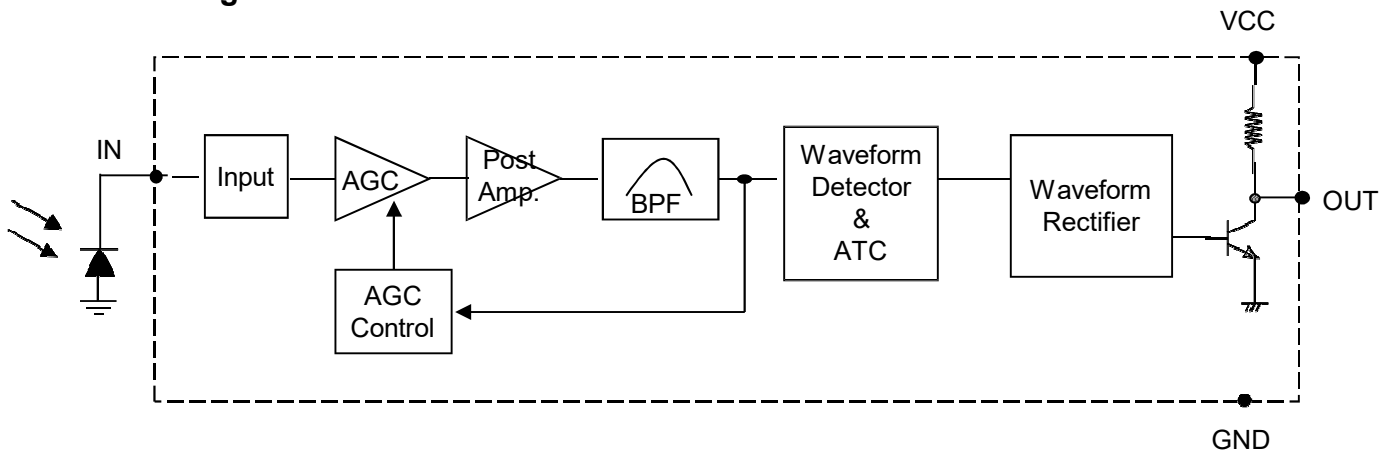 VCC
IN
Input
AGC
Post
Amp.
BPF
Waveform
Detector
&
ATC
Waveform
Rectifier
OUT
AGC
Control
GND